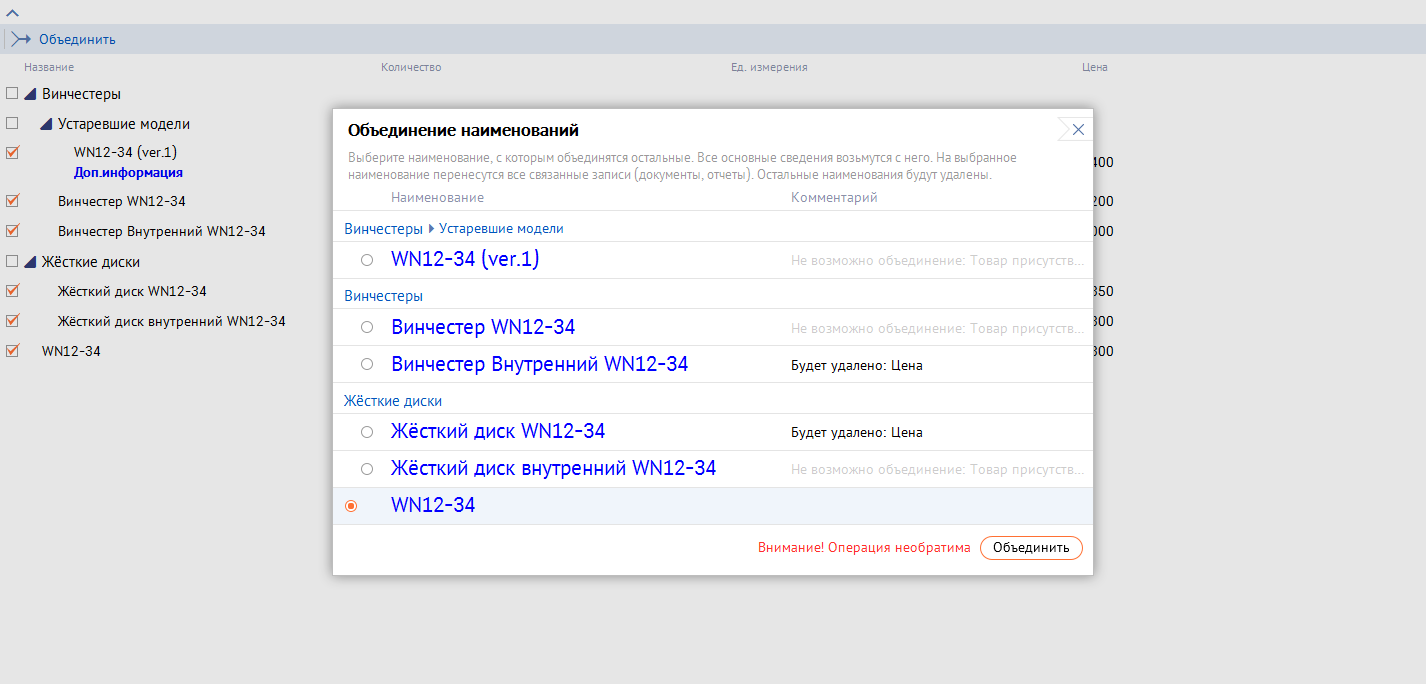 Объединить
Название Количество Ед. измерения Цена
Винчестеры
Устаревшие модели
WN12-34 (ver.1)
Доп.информация
400
Винчестер WN12-34
200
Винчестер Внутренний WN12-34
000
Жёсткие диски
Жёсткий диск WN12-34
350
Жёсткий диск внутренний WN12-34
300
WN12-34
300
Объединение наименований
Выберите наименование, с которым объединятся остальные. Все основные сведения возьмутся с него. На выбранное
наименование перенесутся все связанные записи (документы, отчеты). Остальные наименования будут удалены.
Наименование Комментарий
Винчестеры Устаревшие модели
WN12-34 (ver.1) Не возможно объединение: Товар присутств...
Винчестеры
Винчестер WN12-34 Не возможно объединение: Товар присутств...
Винчестер Внутренний WN12-34 Будет удалено: Цена
Жёсткие диски
Жёсткий диск WN12-34 Будет удалено: Цена
Жёсткий диск внутренний WN12-34 Не возможно объединение: Товар присутств...
WN12-34
Внимание! Операция необратима Объединить